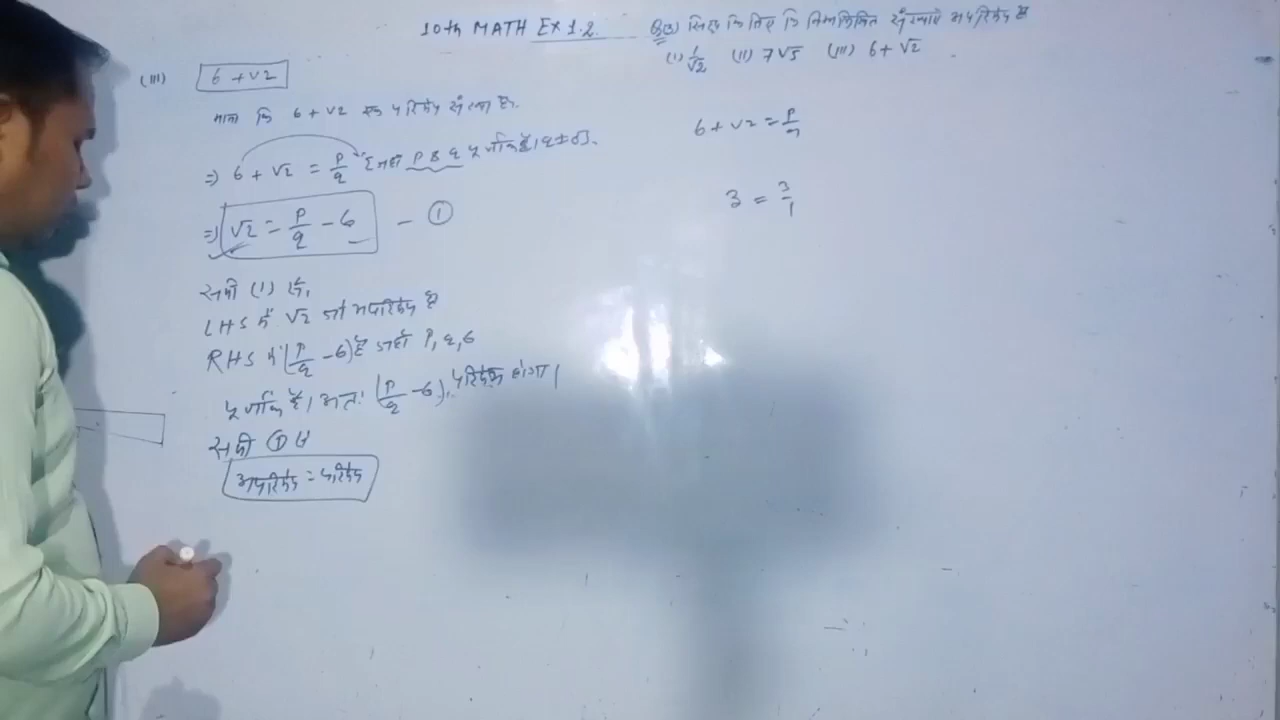 10th MATH EX 1.2 Q(3) सिद्ध कीजिए कि निम्नलिखित संख्याएँ अपरिमेय हैं
(I) 1/√2 (II) 7√5 (III) 6 + √2
(III) 6 + √2
माना कि 6 + √2 एक परिमेय संख्या है।
⇒ 6 + √2 = p/q [जहाँ P & q पूर्णांक है। q ≠ 0].
⇒ √2 = p/q - 6 - ①
समी (1) से,
LHS में √2 जो अपरिमेय है
RHS में (p/q - 6) है जहाँ P, q, 6
पूर्णांक हैं। अतः (p/q - 6), परिमेय होगा।
समी ① से
अपरिमेय = परिमेय
6 + √2 = p/q
3 = 3/1